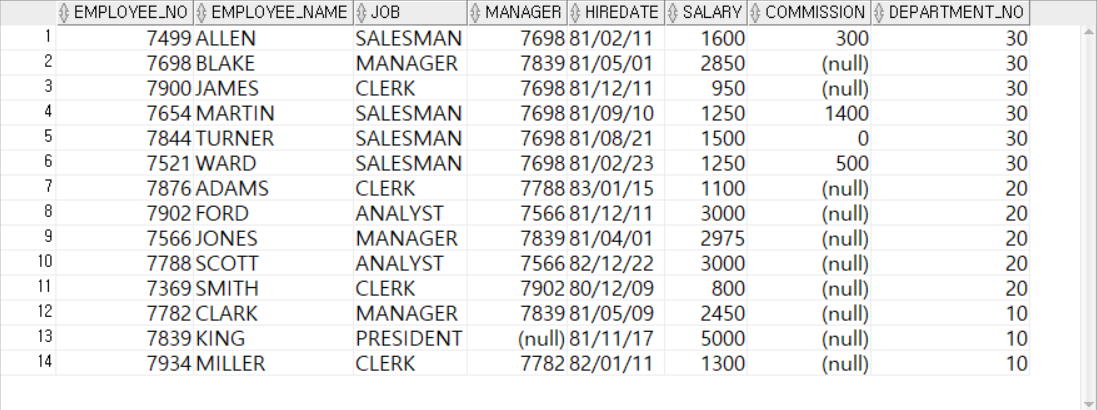 EMPLOYEE_NO EMPLOYEE_NAME JOB MANAGER HIREDATE SALARY COMMISSION DEPARTMENT_NO
1 7499 ALLEN SALESMAN 7698 81/02/11 1600 300 30
2 7698 BLAKE MANAGER 7839 81/05/01 2850 (null) 30
3 7900 JAMES CLERK 7698 81/12/11 950 (null) 30
4 7654 MARTIN SALESMAN 7698 81/09/10 1250 1400 30
5 7844 TURNER SALESMAN 7698 81/08/21 1500 0 30
6 7521 WARD SALESMAN 7698 81/02/23 1250 500 30
7 7876 ADAMS CLERK 7788 83/01/15 1100 (null) 20
8 7902 FORD ANALYST 7566 81/12/11 3000 (null) 20
9 7566 JONES MANAGER 7839 81/04/01 2975 (null) 20
10 7788 SCOTT ANALYST 7566 82/12/22 3000 (null) 20
11 7369 SMITH CLERK 7902 80/12/09 800 (null) 20
12 7782 CLARK MANAGER 7839 81/05/09 2450 (null) 10
13 7839 KING PRESIDENT (null) 81/11/17 5000 (null) 10
14 7934 MILLER CLERK 7782 82/01/11 1300 (null) 10